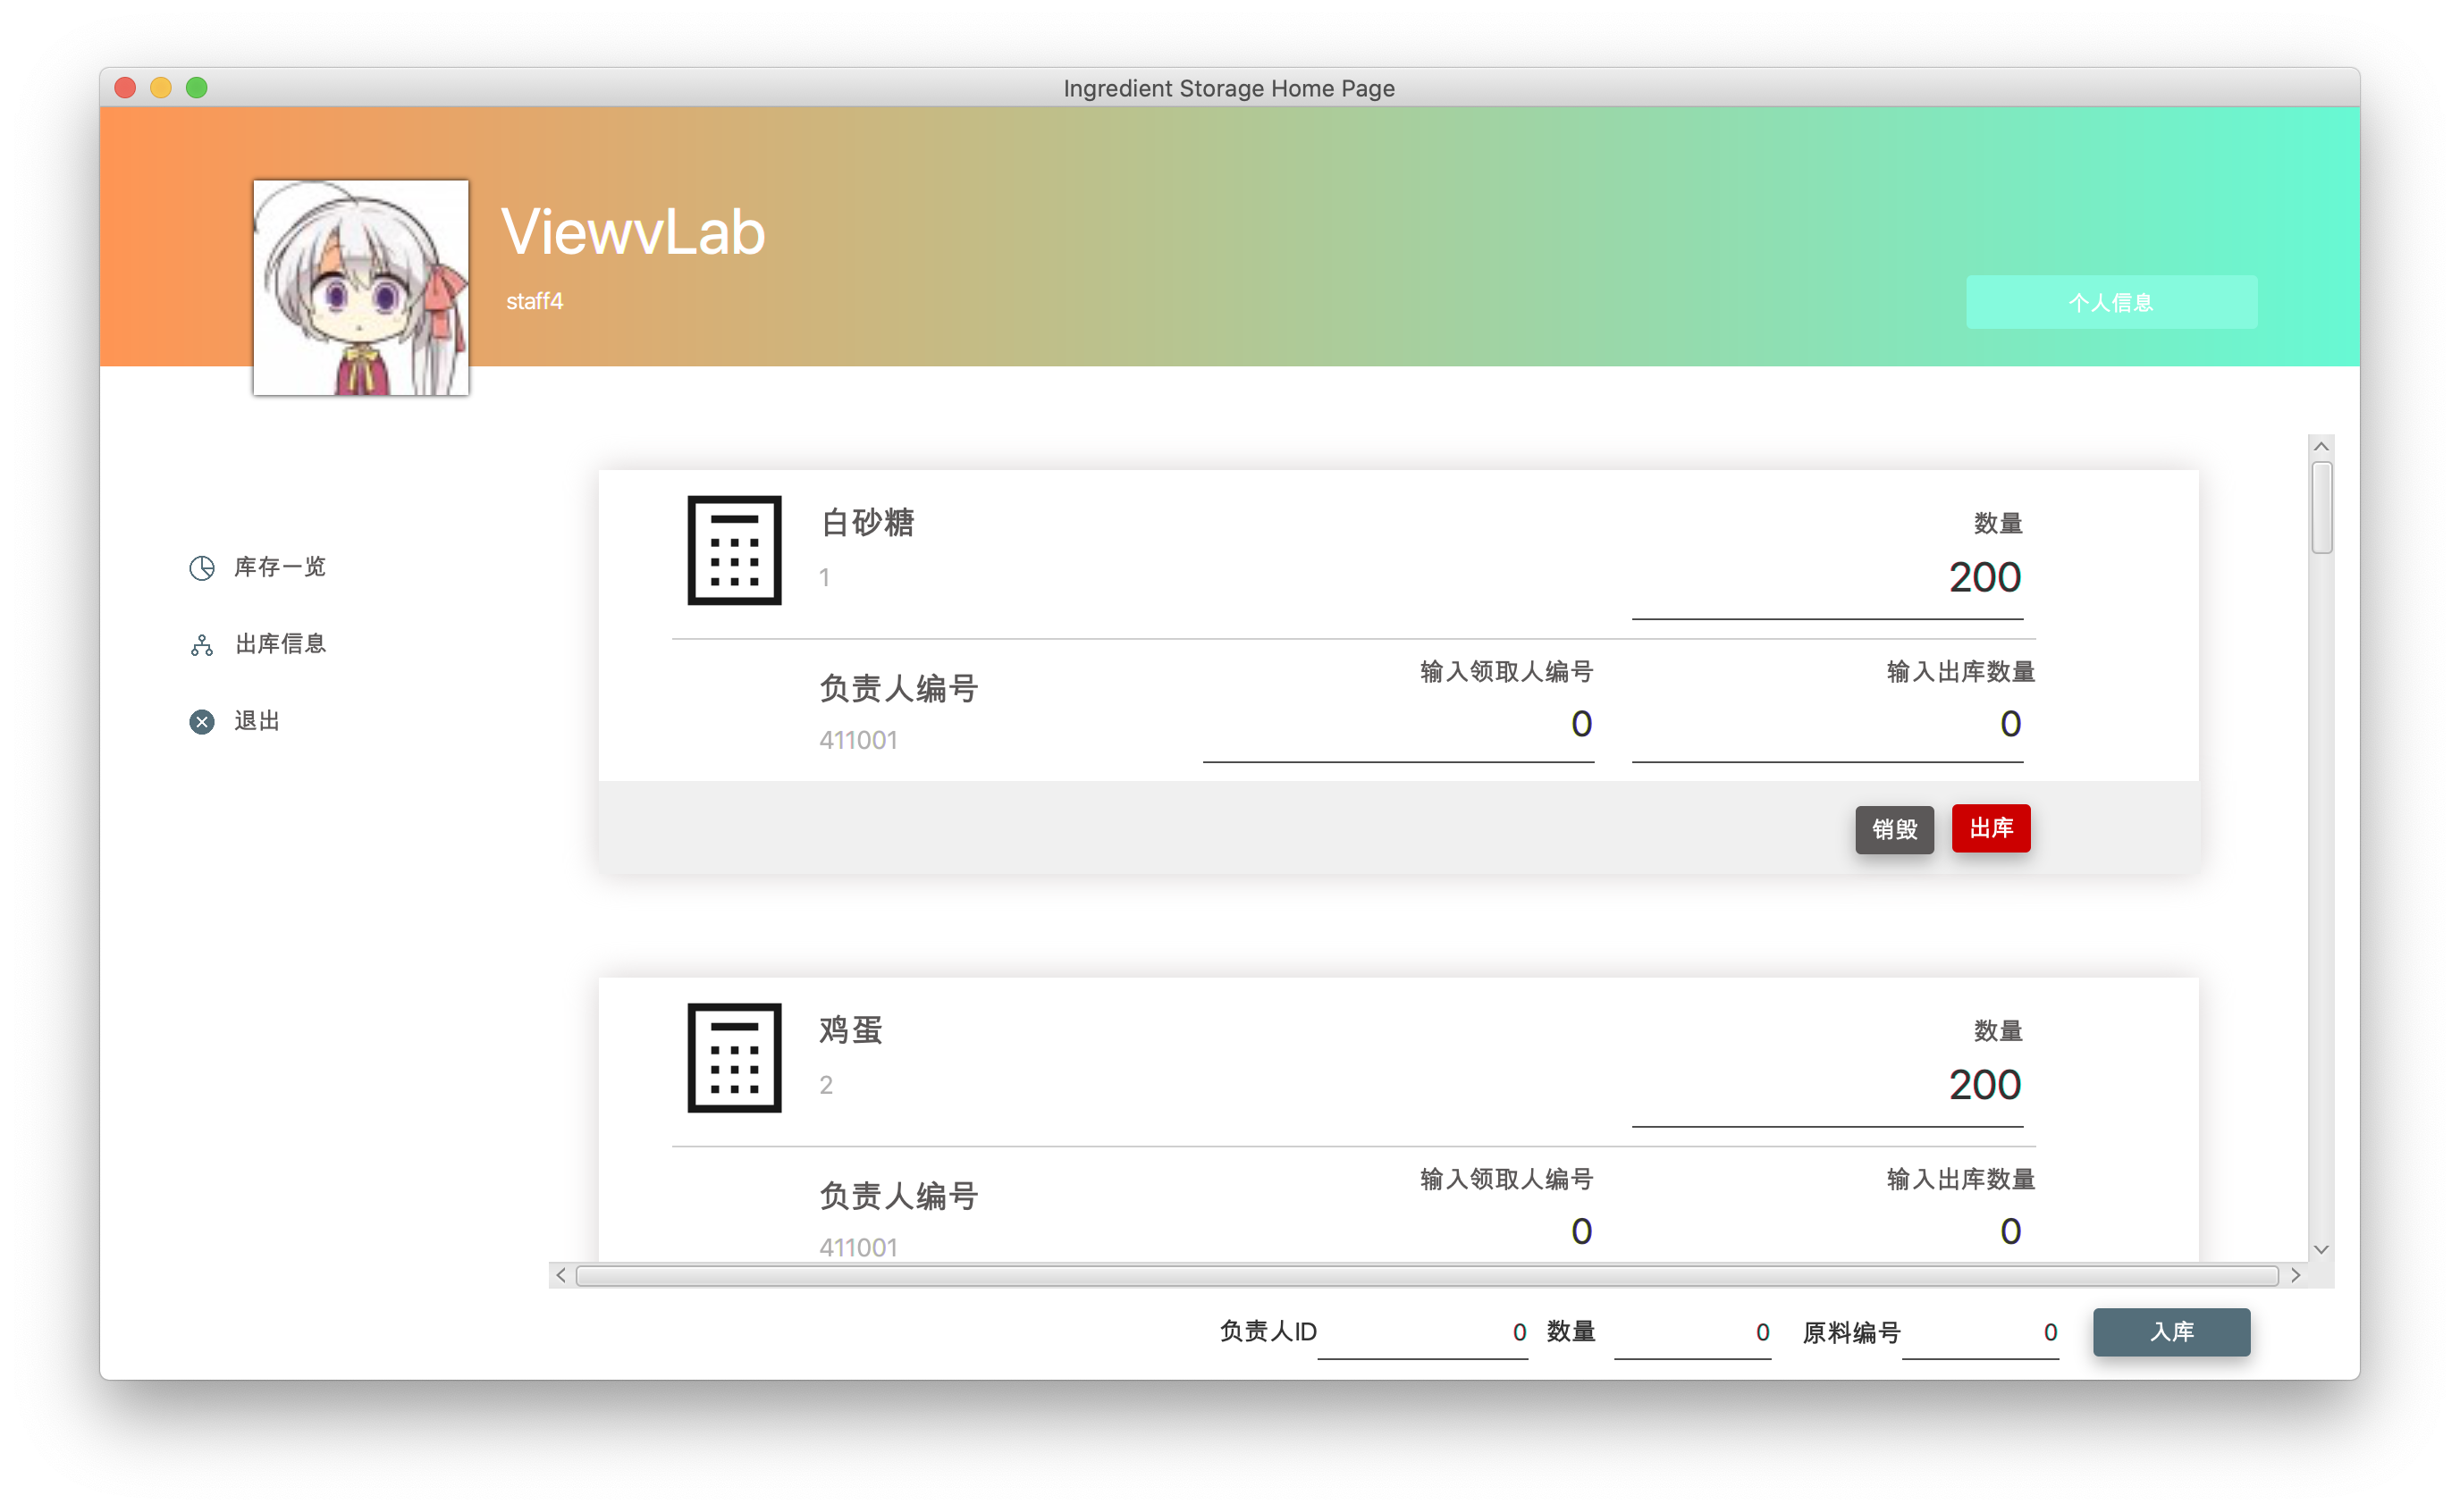 Ingredient Storage Home Page
ViewvLab
staff4
个人信息
库存一览
出库信息
退出
白砂糖
1
数量
200
负责人编号
411001
输入领取人编号
0
输入出库数量
0
销毁
出库
鸡蛋
2
数量
200
负责人编号
411001
输入领取人编号
0
输入出库数量
0
负责人ID 0 数量 0 原料编号 0 入库